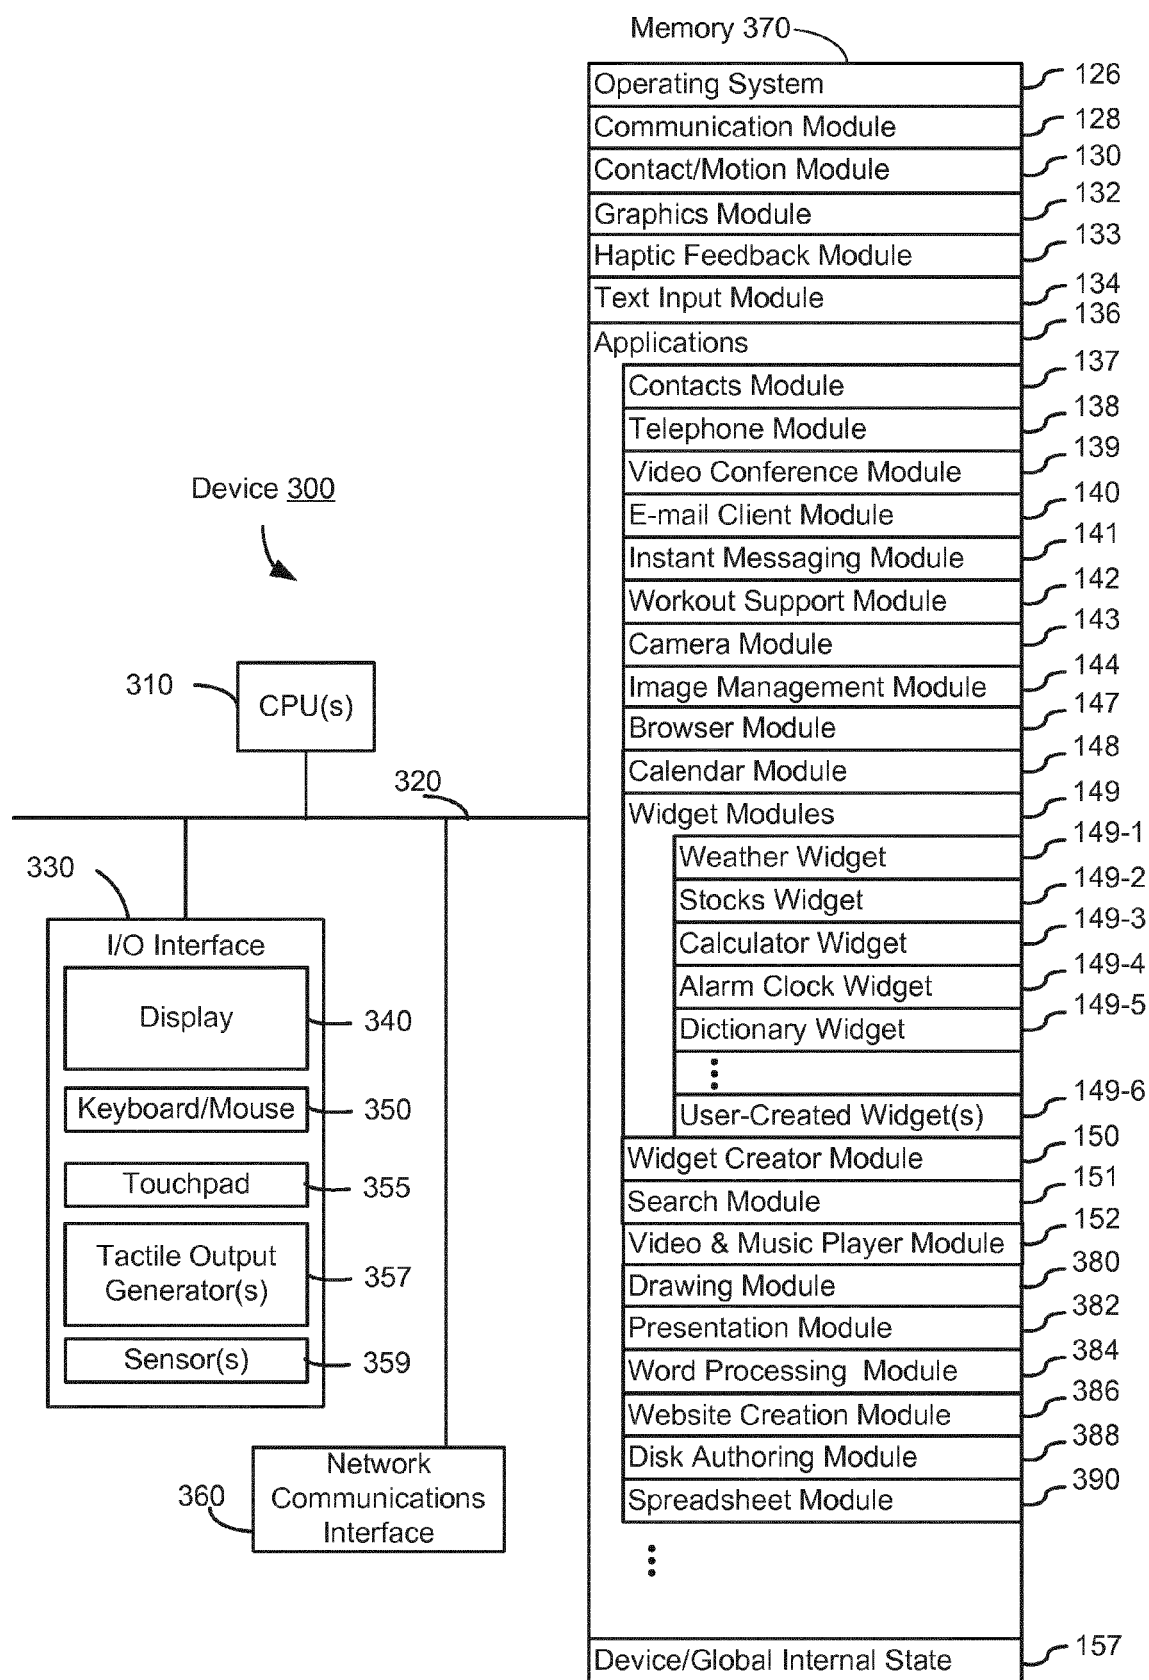 Memory 370
Operating System 126
Communication Module 128
Contact/Motion Module 130
Graphics Module 132
Haptic Feedback Module 133
Text Input Module 134
Applications 136
Contacts Module 137
Telephone Module 138
Video Conference Module 139
E-mail Client Module 140
Instant Messaging Module 141
Workout Support Module 142
Camera Module 143
Image Management Module 144
Browser Module 147
Calendar Module 148
Widget Modules 149
Weather Widget 149-1
Stocks Widget 149-2
Calculator Widget 149-3
Alarm Clock Widget 149-4
Dictionary Widget 149-5
User-Created Widget(s) 149-6
Widget Creator Module 150
Search Module 151
Video & Music Player Module 152
Drawing Module 380
Presentation Module 382
Word Processing Module 384
Website Creation Module 386
Disk Authoring Module 388
Spreadsheet Module 390
Device/Global Internal State 157
Device 300
310
CPU(s)
320
330
I/O Interface
Display 340
Keyboard/Mouse 350
Touchpad 355
Tactile Output
Generator(s) 357
Sensor(s) 359
360
Network
Communications
Interface